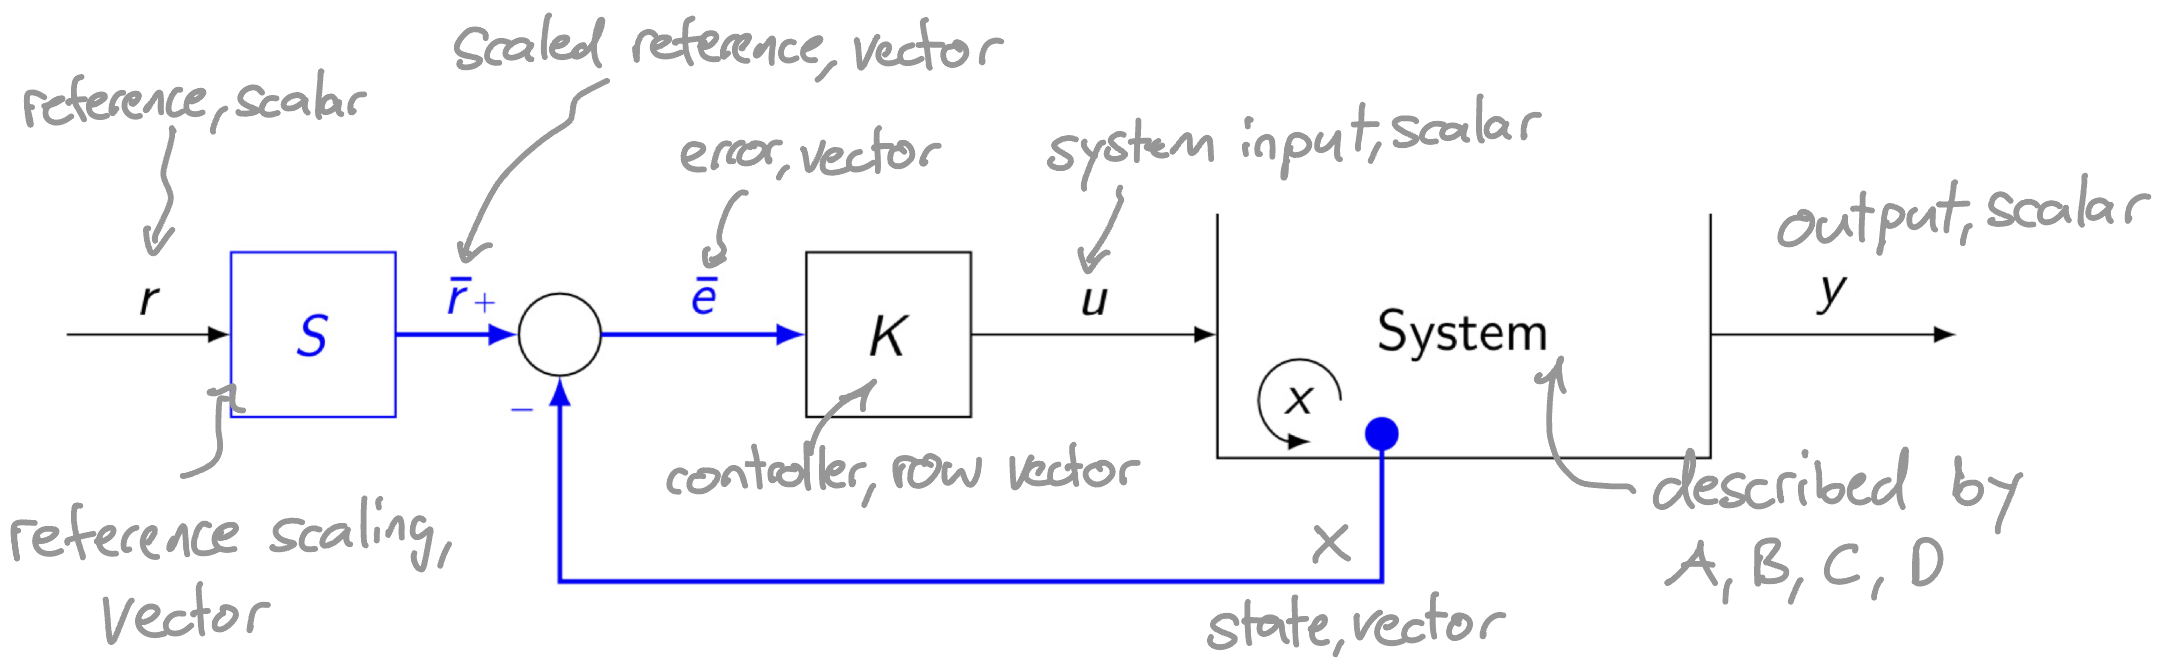 scaled reference, vector
reference, scalar
error, vector
system input, scalar
output, scalar
r
S
r̄ +
ē
K
u
System
y
x
−
controller, row vector
reference scaling,
vector
x
described by
A, B, C, D
state, vector